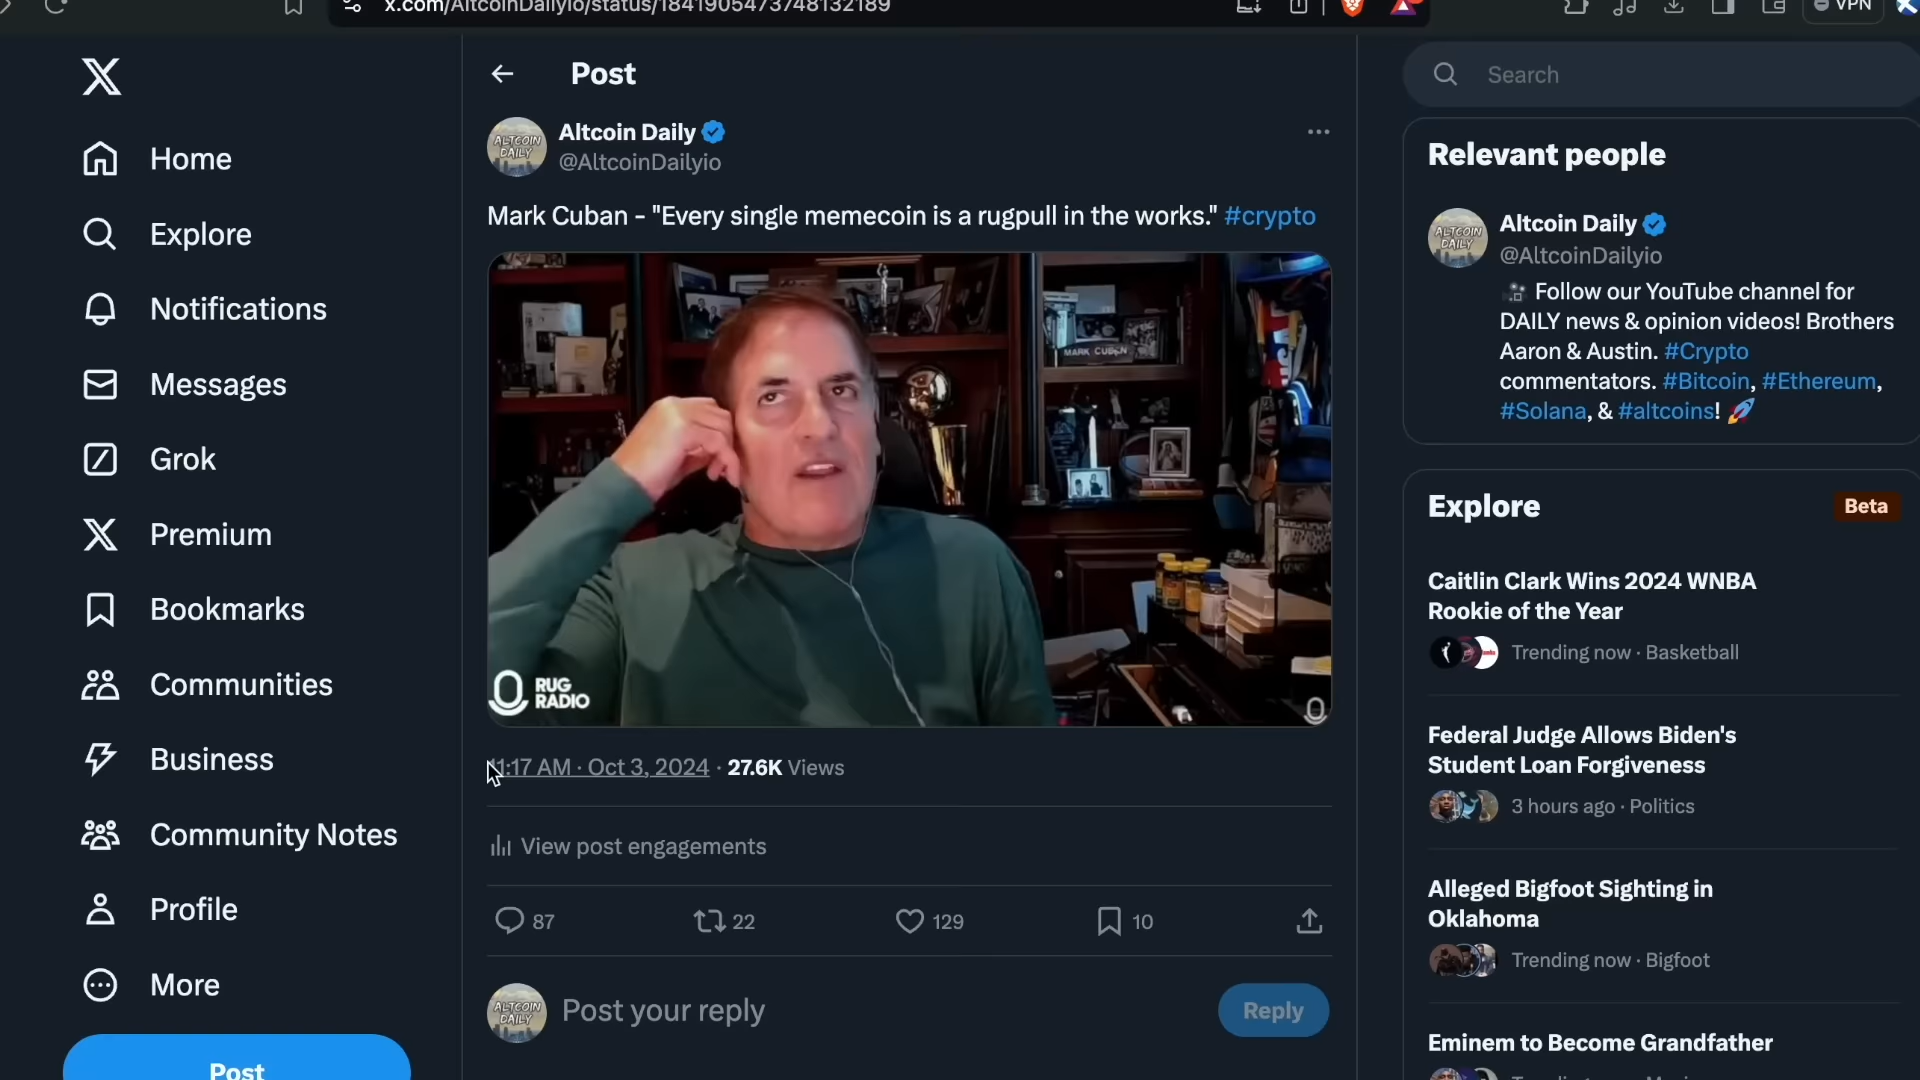 x.com/AltcoinDailyio/status/1841905473748132189
VPN
Home
Explore
Notifications
Messages
Grok
Premium
Bookmarks
Communities
Business
Community Notes
Profile
More
Post
Post
ALTCOIN DAILY
Altcoin Daily
@AltcoinDailyio
Mark Cuban - "Every single memecoin is a rugpull in the works." #crypto
MARK CUBAN
RUG
RADIO
11:17 AM · Oct 3, 2024 · 27.6K Views
View post engagements
87
22
129
10
ALTCOIN DAILY
Post your reply
Reply
Search
Relevant people
ALTCOIN DAILY
Altcoin Daily
@AltcoinDailyio
🎥 Follow our YouTube channel for
DAILY news & opinion videos! Brothers
Aaron & Austin. #Crypto
commentators. #Bitcoin, #Ethereum,
#Solana, & #altcoins! 🚀
Explore
Beta
Caitlin Clark Wins 2024 WNBA
Rookie of the Year
Trending now · Basketball
Federal Judge Allows Biden's
Student Loan Forgiveness
3 hours ago · Politics
Alleged Bigfoot Sighting in
Oklahoma
Trending now · Bigfoot
Eminem to Become Grandfather